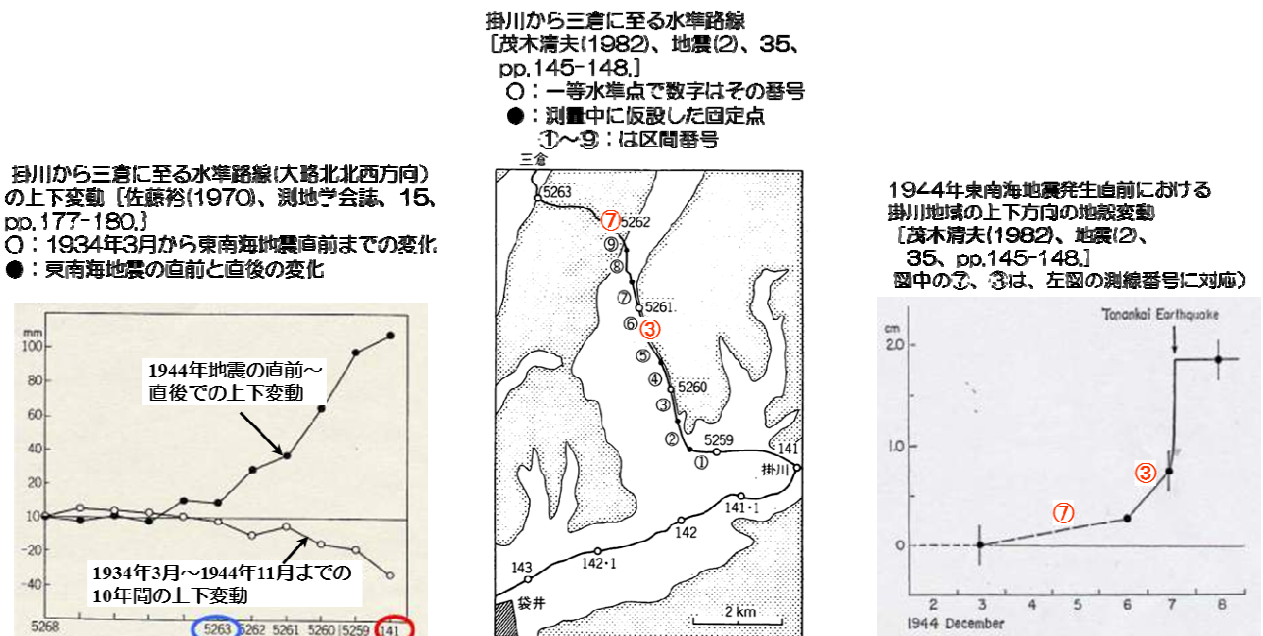 掛川から三倉に至る水準路線(大略北北西方向)
の上下変動［佐藤裕(1970)、測地学会誌、15、
pp.177-180.］
○：1934年3月から東南海地震直前までの変化
●：東南海地震の直前と直後の変化
mm
100
80
60
40
20
10
-20
-40
1944年地震の直前～
直後での上下変動
1934年3月～1944年11月までの
10年間の上下変動
5268
5263
5262
5261
5260
5259
141
掛川から三倉に至る水準路線
［茂木清夫(1982)、地震(2)、35、
pp.145-148.］
○：一等水準点で数字はその番号
●：測量中に仮設した固定点
①～⑨：は区間番号
三倉
5263
⑦
5262
⑨
⑧
⑦
5261.
⑥
③
⑤
④
5260
③
②
5259
141
①
掛川
141・1
142
142・1
143
袋井
2 km
1944年東南海地震発生直前における
掛川地域の上下方向の地殻変動
［茂木清夫(1982)、地震(2)、
35、pp.145-148.］
図中の⑦、③は、左図の測線番号に対応)
Tonankai Earthquake
cm
2.0
1.0
0
③
⑦
2 3 4 5 6 7 8
1944 December